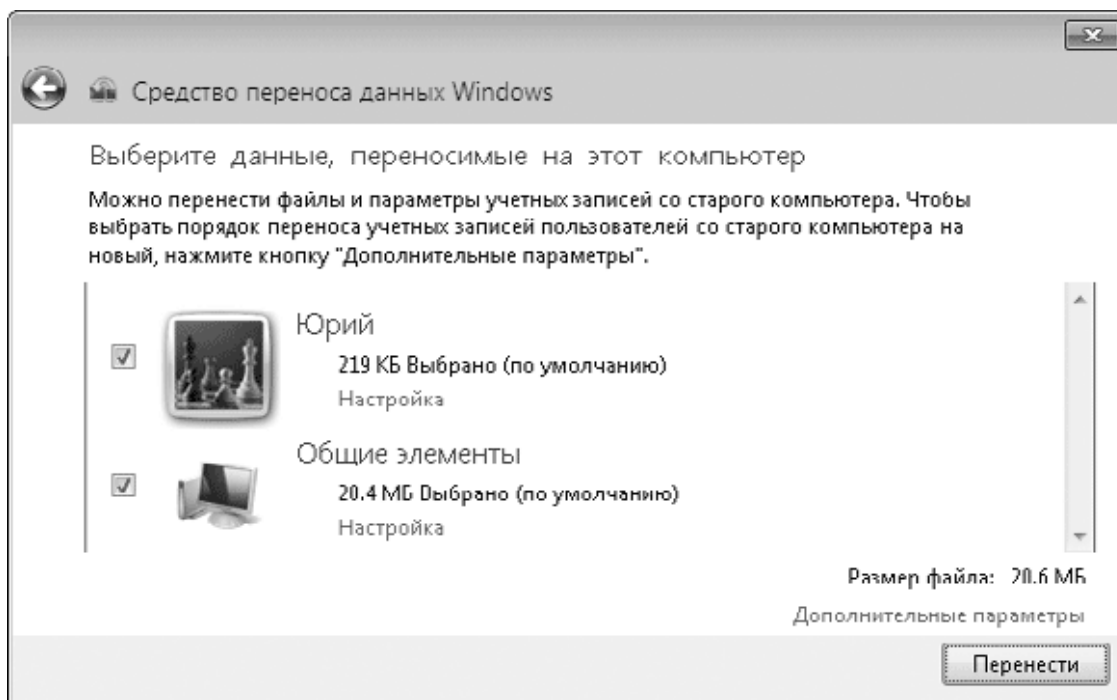 Средство переноса данных Windows
Выберите данные, переносимые на этот компьютер
Можно перенести файлы и параметры учетных записей со старого компьютера. Чтобы
выбрать порядок переноса учетных записей пользователей со старого компьютера на
новый, нажмите кнопку "Дополнительные параметры".
Юрий
219 КБ Выбрано (по умолчанию)
Настройка
Общие элементы
20.4 МБ Выбрано (по умолчанию)
Настройка
Размер файла: 20.6 МБ
Дополнительные параметры
Перенести